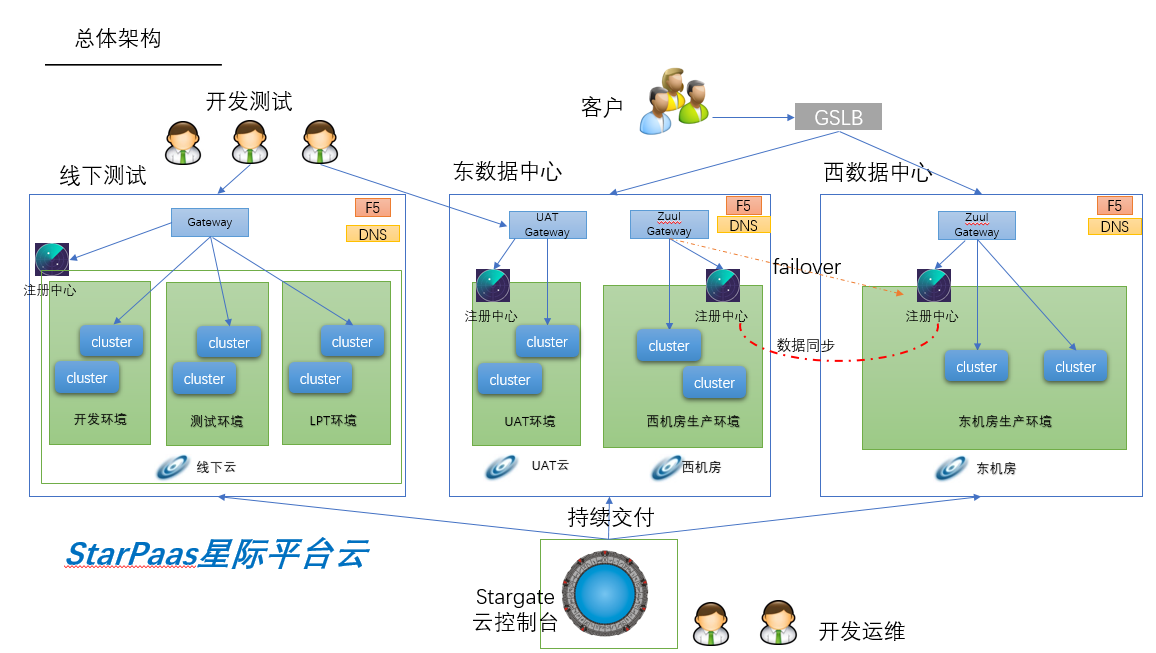 总体架构
开发测试
客户
GSLB
线下测试
东数据中心
西数据中心
F5
DNS
Gateway
注册中心
cluster
cluster
开发环境
cluster
cluster
测试环境
cluster
cluster
LPT环境
线下云
F5
DNS
UAT
Gateway
Zuul
Gateway
注册中心
cluster
cluster
UAT环境
UAT云
注册中心
cluster
cluster
西机房生产环境
西机房
failover
数据同步
F5
DNS
Zuul
Gateway
注册中心
cluster
cluster
东机房生产环境
东机房
持续交付
StarPaas星际平台云
Stargate
云控制台
开发运维